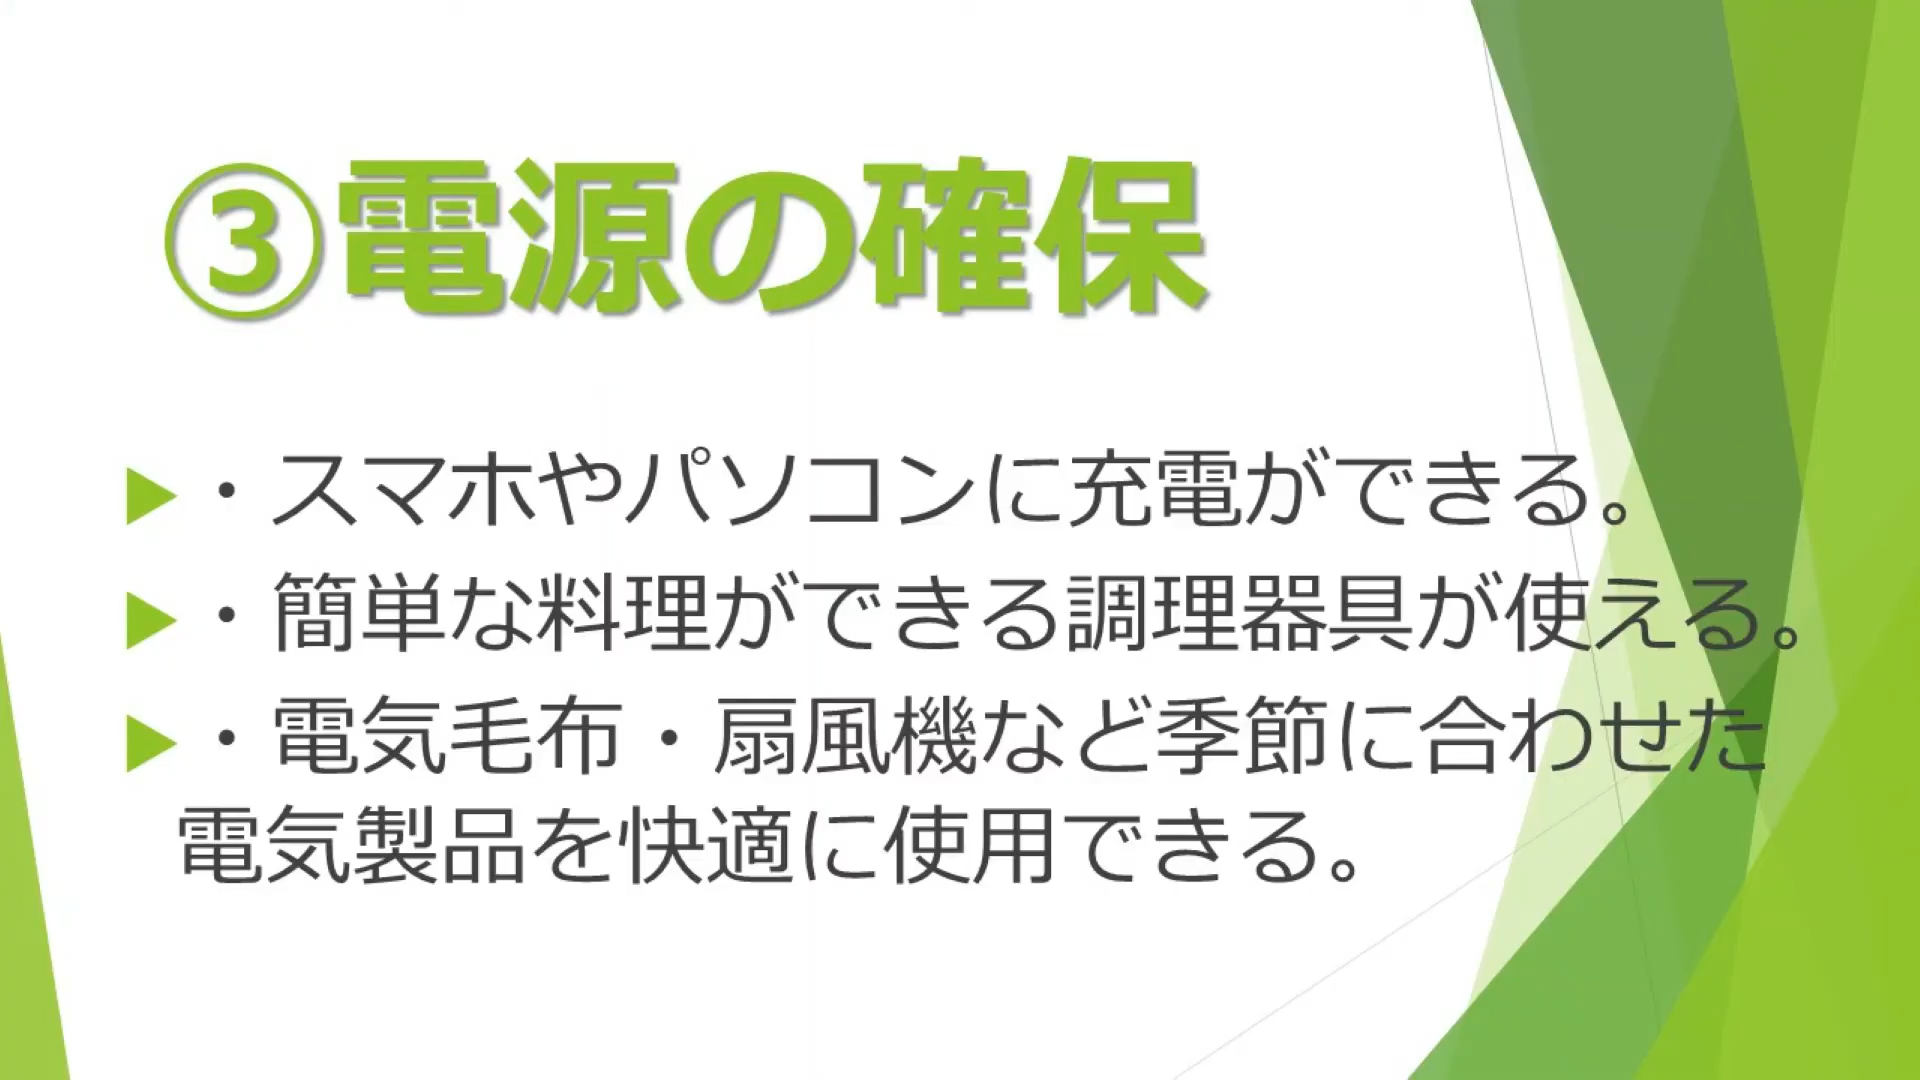 ③電源の確保
・スマホやパソコンに充電ができる。
・簡単な料理ができる調理器具が使える。
・電気毛布・扇風機など季節に合わせた
電気製品を快適に使用できる。